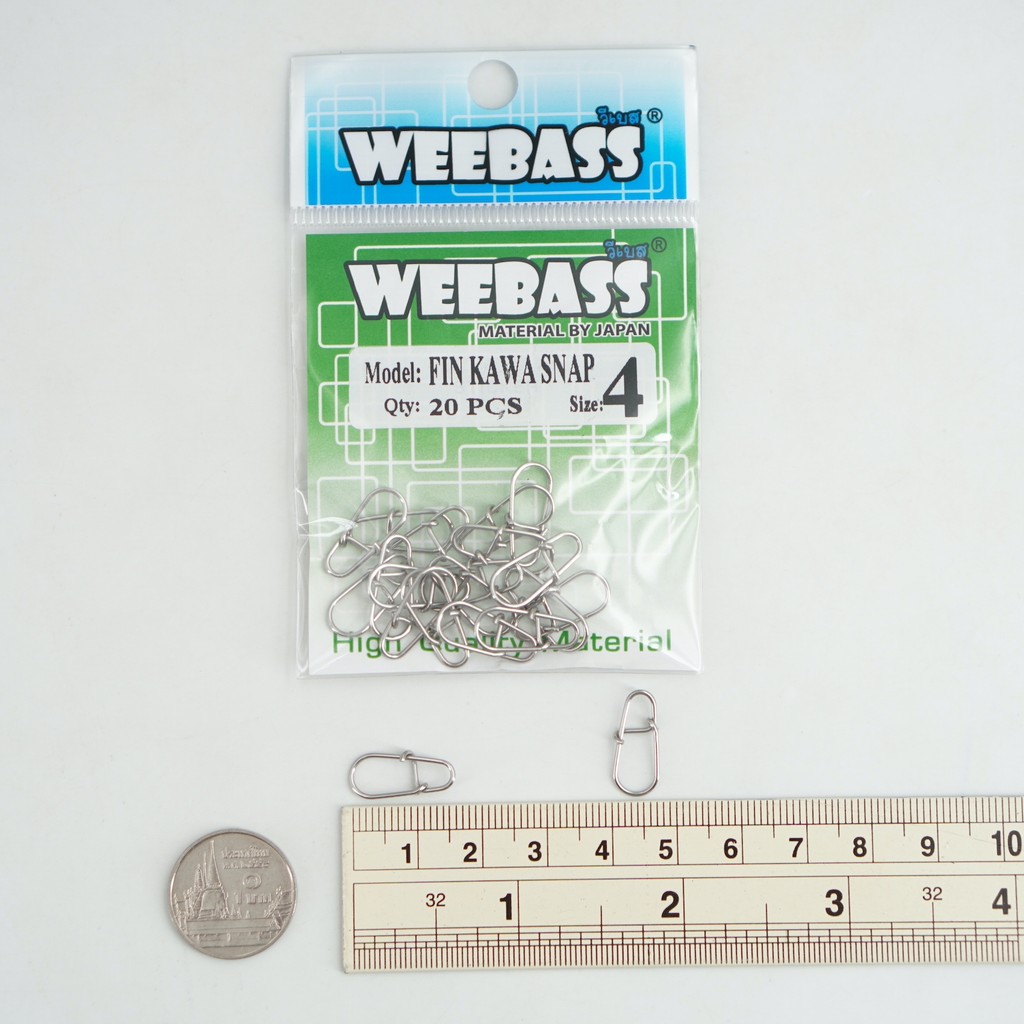 วีเบส ®
WEEBASS
วีเบส ®
WEEBASS
MATERIAL BY JAPAN
Model: FIN KAWA SNAP
Qty: 20 PCS Size: 4
High Quality Material
1 2 3 4 5 6 7 8 9 10
32 1 2 3 32 4